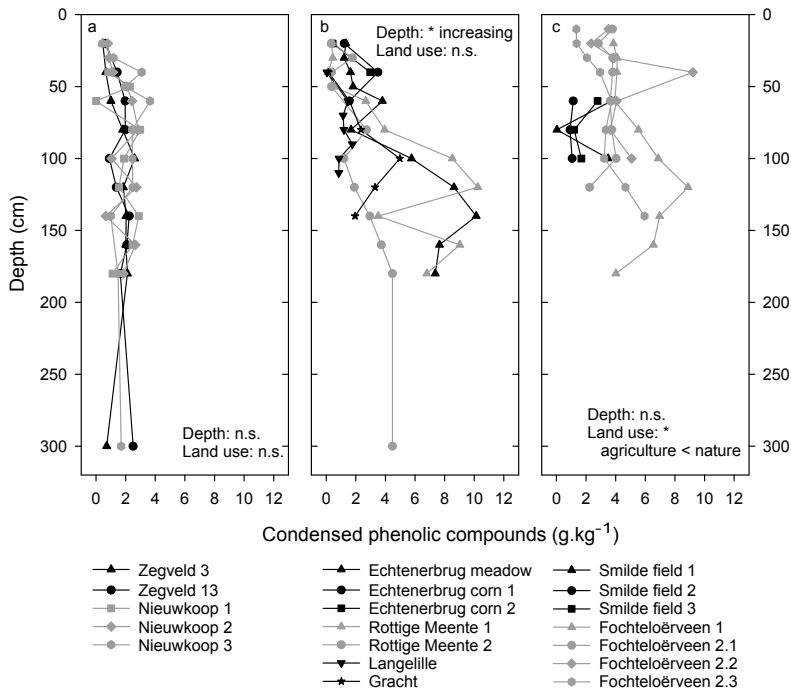 a
b
c
Depth: * increasing
Land use: n.s.
0
50
100
150
200
250
300
Depth (cm)
0
50
100
150
200
250
300
Depth: n.s.
Land use: n.s.
Depth: n.s.
Land use: *
agriculture < nature
0 2 4 6 8 10 12
0 2 4 6 8 10 12
0 2 4 6 8 10 12
Condensed phenolic compounds (g.kg⁻¹)
Zegveld 3
Zegveld 13
Nieuwkoop 1
Nieuwkoop 2
Nieuwkoop 3
Echtenerbrug meadow
Echtenerbrug corn 1
Echtenerbrug corn 2
Rottige Meente 1
Rottige Meente 2
Langelille
Gracht
Smilde field 1
Smilde field 2
Smilde field 3
Fochteloërveen 1
Fochteloërveen 2.1
Fochteloërveen 2.2
Fochteloërveen 2.3